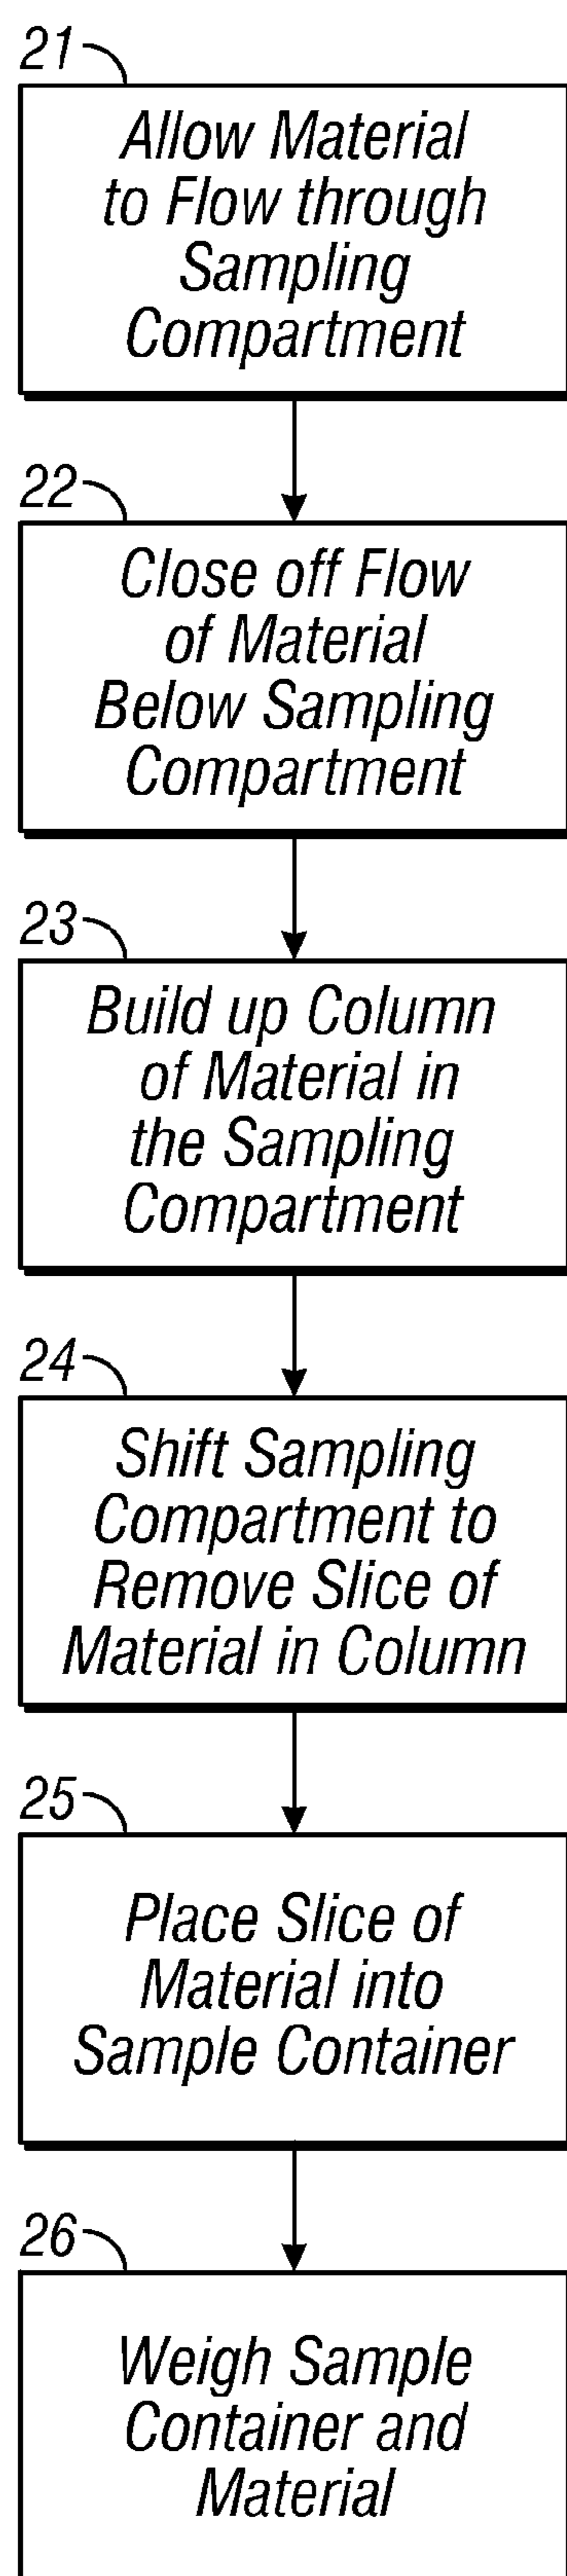 21
Allow Material
to Flow through
Sampling
Compartment
22
Close off Flow
of Material
Below Sampling
Compartment
23
Build up Column
of Material in
the Sampling
Compartment
24
Shift Sampling
Compartment to
Remove Slice of
Material in Column
25
Place Slice of
Material into
Sample Container
26
Weigh Sample
Container and
Material